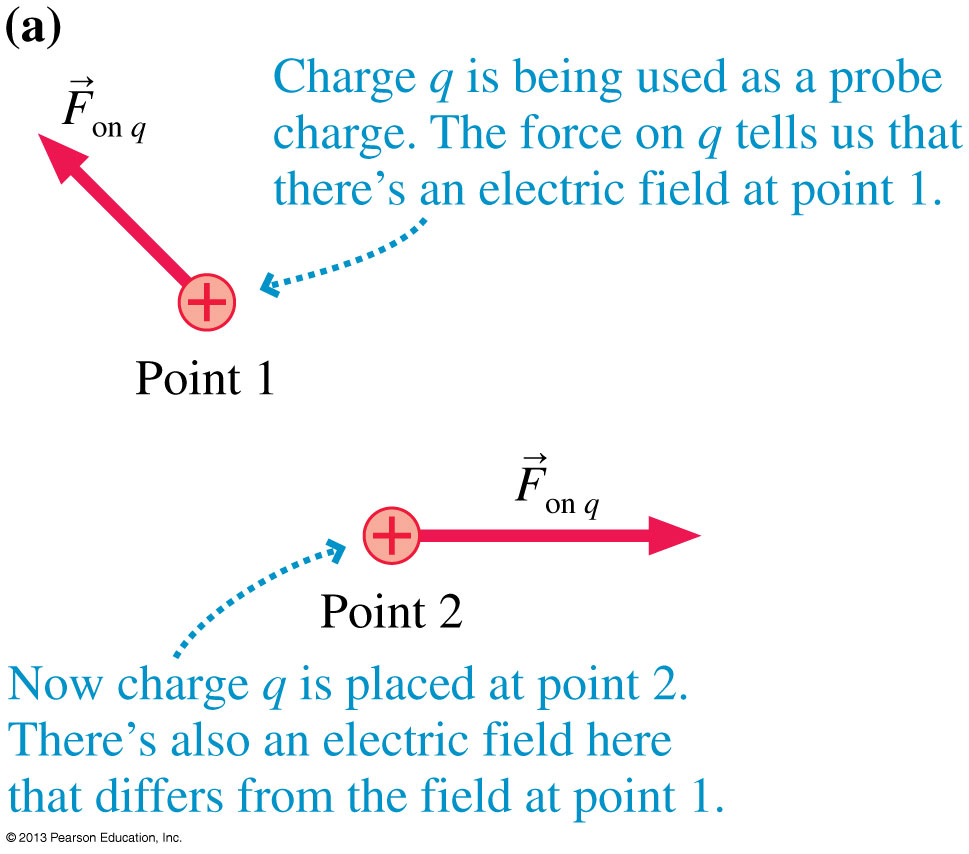 (a)
F⃗ on q
Charge q is being used as a probe
charge. The force on q tells us that
there’s an electric field at point 1.
+
Point 1
F⃗ on q
+
Point 2
Now charge q is placed at point 2.
There’s also an electric field here
that differs from the field at point 1.
© 2013 Pearson Education, Inc.